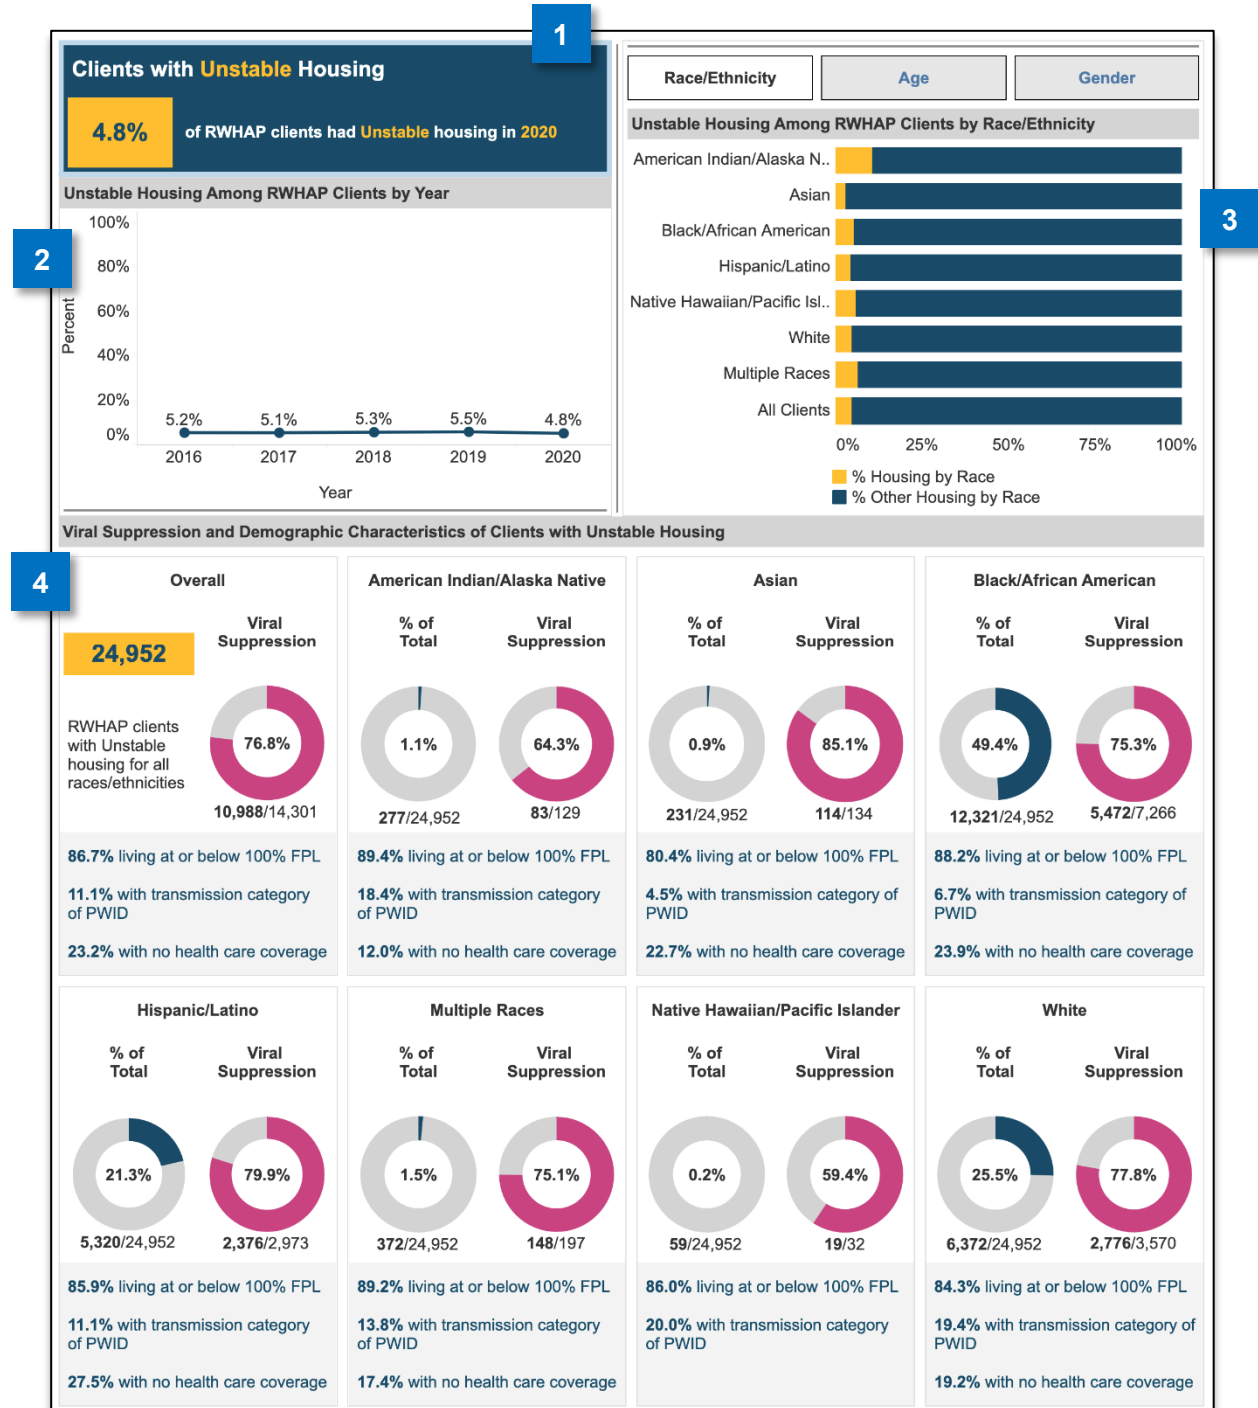 1
Clients with Unstable Housing
4.8%
of RWHAP clients had Unstable housing in 2020
2
Unstable Housing Among RWHAP Clients by Year
100%
80%
60%
40%
20%
0%
Percent
5.2%
5.1%
5.3%
5.5%
4.8%
2016
2017
2018
2019
2020
Year
3
Race/Ethnicity
Age
Gender
Unstable Housing Among RWHAP Clients by Race/Ethnicity
American Indian/Alaska N..
Asian
Black/African American
Hispanic/Latino
Native Hawaiian/Pacific Isl..
White
Multiple Races
All Clients
0%
25%
50%
75%
100%
% Housing by Race
% Other Housing by Race
Viral Suppression and Demographic Characteristics of Clients with Unstable Housing
4
Overall
24,952
RWHAP clients
with Unstable
housing for all
races/ethnicities
Viral
Suppression
76.8%
10,988/14,301
86.7% living at or below 100% FPL
11.1% with transmission category
of PWID
23.2% with no health care coverage
American Indian/Alaska Native
% of
Total
1.1%
277/24,952
Viral
Suppression
64.3%
83/129
89.4% living at or below 100% FPL
18.4% with transmission category
of PWID
12.0% with no health care coverage
Asian
% of
Total
0.9%
231/24,952
Viral
Suppression
85.1%
114/134
80.4% living at or below 100% FPL
4.5% with transmission category of
PWID
22.7% with no health care coverage
Black/African American
% of
Total
49.4%
12,321/24,952
Viral
Suppression
75.3%
5,472/7,266
88.2% living at or below 100% FPL
6.7% with transmission category of
PWID
23.9% with no health care coverage
Hispanic/Latino
% of
Total
21.3%
5,320/24,952
Viral
Suppression
79.9%
2,376/2,973
85.9% living at or below 100% FPL
11.1% with transmission category
of PWID
27.5% with no health care coverage
Multiple Races
% of
Total
1.5%
372/24,952
Viral
Suppression
75.1%
148/197
89.2% living at or below 100% FPL
13.8% with transmission category
of PWID
17.4% with no health care coverage
Native Hawaiian/Pacific Islander
% of
Total
0.2%
59/24,952
Viral
Suppression
59.4%
19/32
86.0% living at or below 100% FPL
20.0% with transmission category
of PWID
White
% of
Total
25.5%
6,372/24,952
Viral
Suppression
77.8%
2,776/3,570
84.3% living at or below 100% FPL
19.4% with transmission category of
PWID
19.2% with no health care coverage